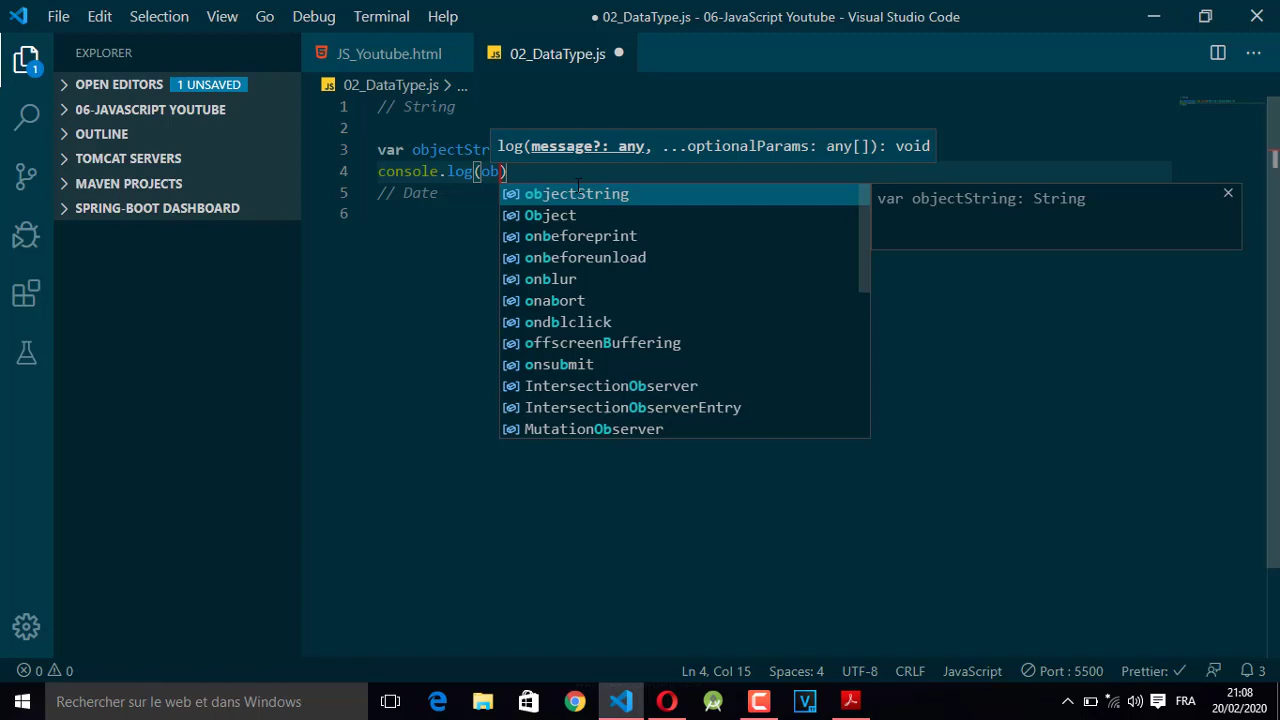 File Edit Selection View Go Debug Terminal Help
● 02_DataType.js - 06-JavaScript Youtube - Visual Studio Code
EXPLORER
OPEN EDITORS 1 UNSAVED
06-JAVASCRIPT YOUTUBE
OUTLINE
TOMCAT SERVERS
MAVEN PROJECTS
SPRING-BOOT DASHBOARD
1
JS_Youtube.html
JS 02_DataType.js ●
JS 02_DataType.js > ...
1 // String
2
3 var objectStr
4 console.log(ob)
5 // Date
6
log(message?: any, ...optionalParams: any[]): void
objectString
Object
onbeforeprint
onbeforeunload
onblur
onabort
ondblclick
offscreenBuffering
onsubmit
IntersectionObserver
IntersectionObserverEntry
MutationObserver
var objectString: String
0 0
Ln 4, Col 15 Spaces: 4 UTF-8 CRLF JavaScript Port : 5500 Prettier: ✓ 3
Rechercher sur le web et dans Windows
FRA
21:08
20/02/2020